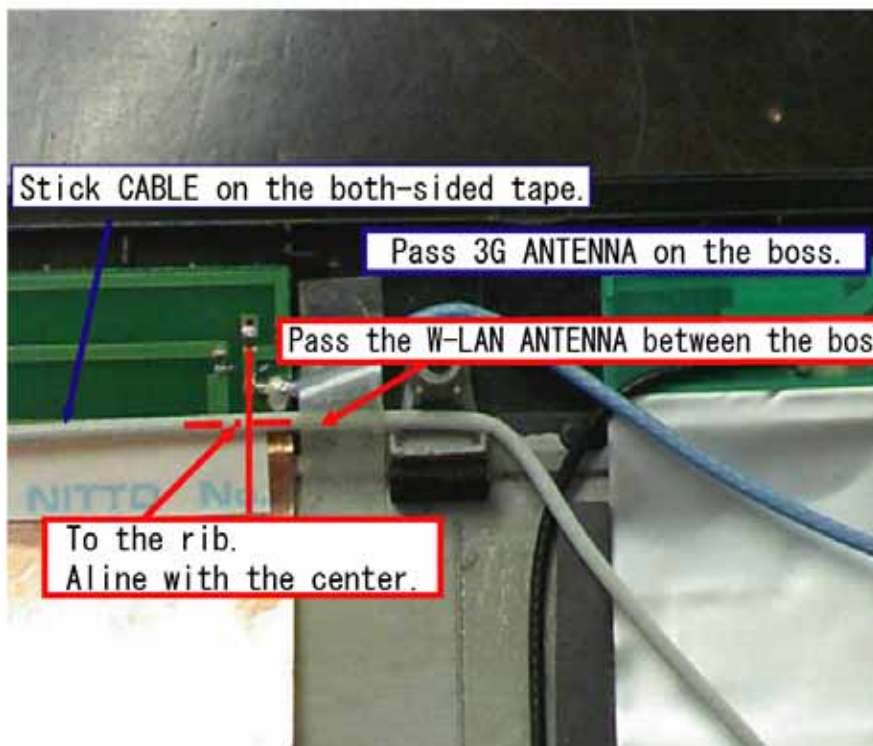 Stick CABLE on the both-sided tape.
Pass 3G ANTENNA on the boss.
Pass the W-LAN ANTENNA between the bos
NITTO No.
To the rib.
Aline with the center.